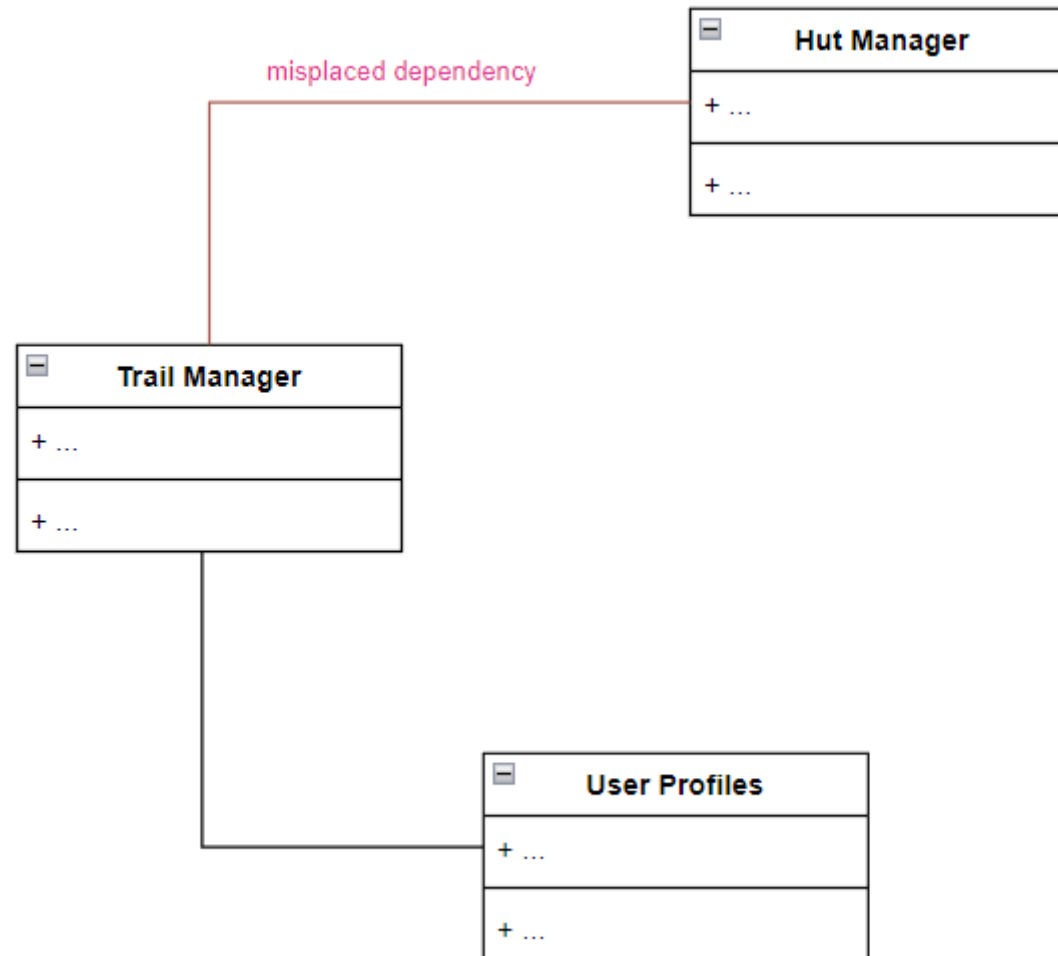 Hut Manager
misplaced dependency
+ ...
+ ...
Trail Manager
+ ...
+ ...
User Profiles
+ ...
+ ...